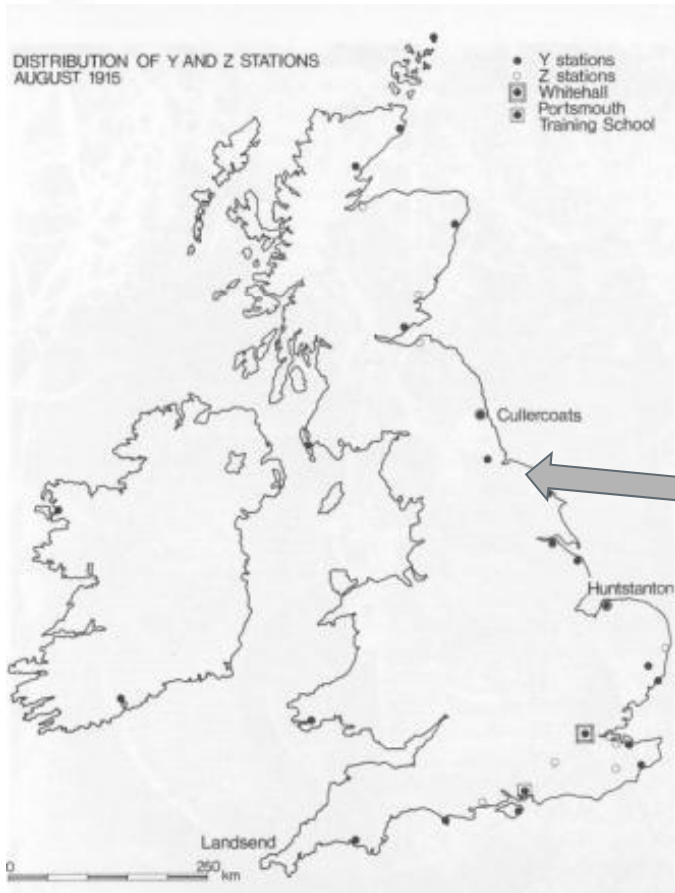 DISTRIBUTION OF Y AND Z STATIONS
AUGUST 1915
Y stations
Z stations
Whitehall
Portsmouth
Training School
Cullercoats
Huntstanton
Landsend
0 250 km